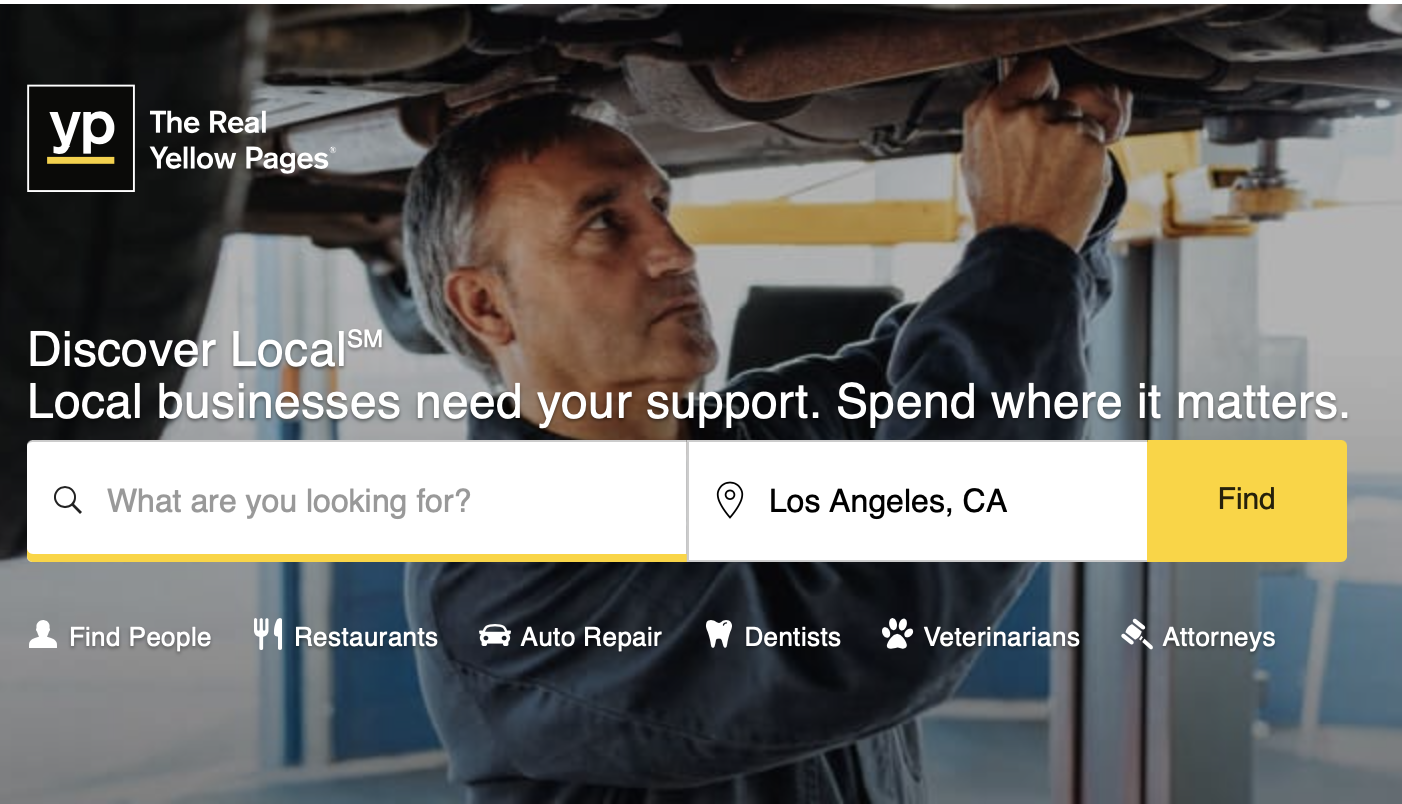 yp
The Real
Yellow Pages®
Discover Local℠
Local businesses need your support. Spend where it matters.
What are you looking for? Los Angeles, CA Find
Find People Restaurants Auto Repair Dentists Veterinarians Attorneys